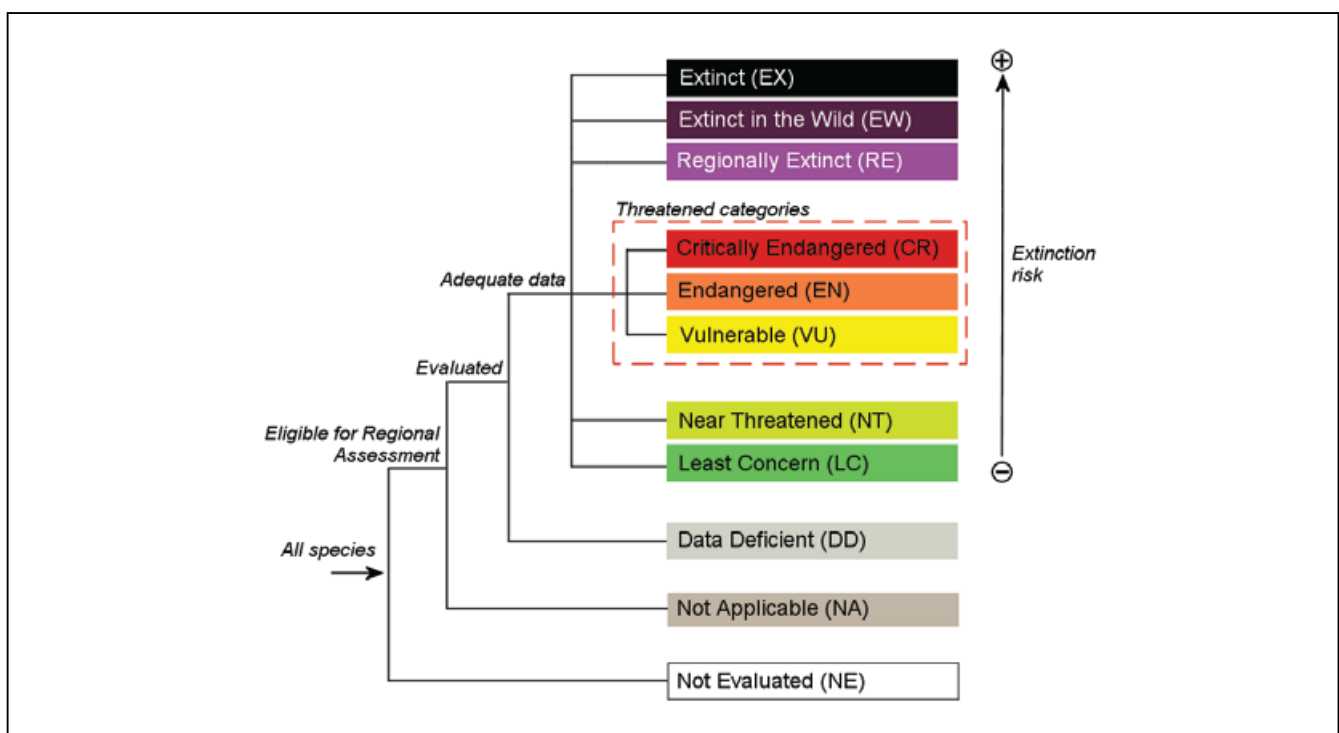 Extinct (EX)
Extinct in the Wild (EW)
Regionally Extinct (RE)
Threatened categories
Critically Endangered (CR)
Adequate data
Endangered (EN)
Extinction
risk
Vulnerable (VU)
Evaluated
Near Threatened (NT)
Eligible for Regional
Assessment
Least Concern (LC)
Data Deficient (DD)
All species
Not Applicable (NA)
Not Evaluated (NE)